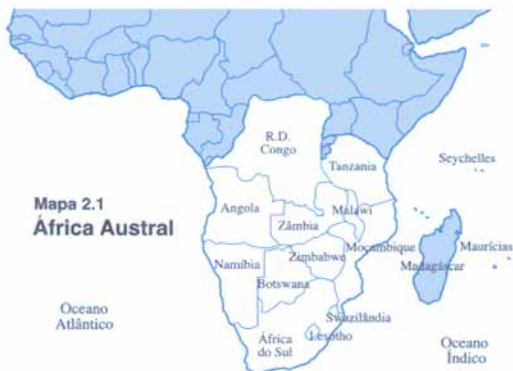 R.D.
Congo
Tanzania
Seychelles
Mapa 2.1
África Austral
Angola
Malawi
Zâmbia
Moçambique
Maurícias
Zimbabwe
Namíbia
Madagáscar
Botswana
Oceano
Atlântico
Swazilândia
Lesotho
África
do Sul
Oceano
Índico